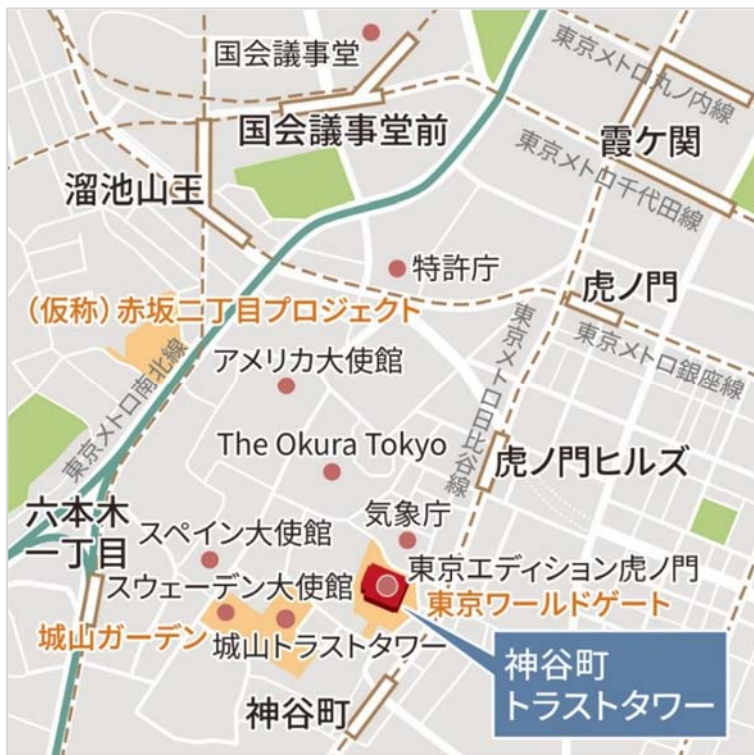 国会議事堂
東京メトロ丸ノ内線
国会議事堂前
霞ケ関
東京メトロ千代田線
溜池山王
特許庁
虎ノ門
(仮称)赤坂二丁目プロジェクト
東京メトロ銀座線
東京メトロ南北線
アメリカ大使館
東京メトロ日比谷線
The Okura Tokyo
虎ノ門ヒルズ
六本木
一丁目
気象庁
スペイン大使館
東京エディション虎ノ門
スウェーデン大使館
東京ワールドゲート
城山ガーデン
城山トラストタワー
神谷町
トラストタワー
神谷町